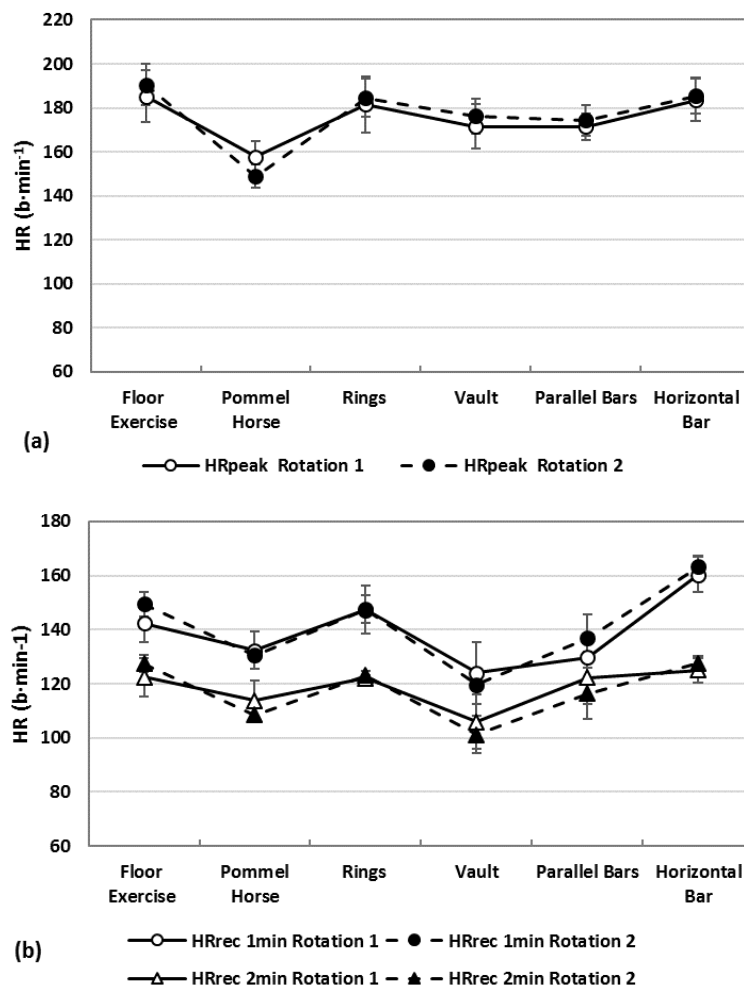 220
200
180
160
140
120
100
80
60
HR (b·min-1)
Floor Exercise
Pommel Horse
Rings
Vault
Parallel Bars
Horizontal Bar
(a)
HRpeak Rotation 1
HRpeak Rotation 2
180
160
140
120
100
80
60
HR (b·min-1)
Floor Exercise
Pommel Horse
Rings
Vault
Parallel Bars
Horizontal Bar
(b)
HRrec 1min Rotation 1
HRrec 1min Rotation 2
HRrec 2min Rotation 1
HRrec 2min Rotation 2